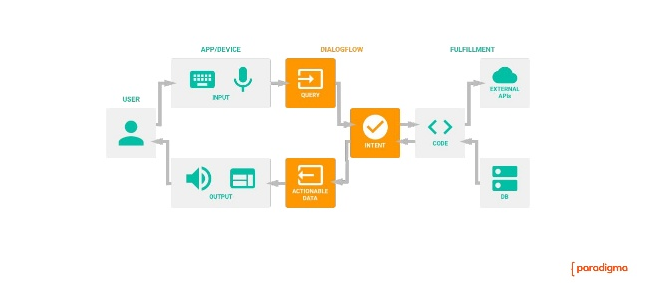 APP/DEVICE
DIALOGFLOW
FULFILLMENT
USER
INPUT
QUERY
INTENT
CODE
EXTERNAL
APIs
OUTPUT
ACTIONABLE
DATA
DB
paradigma